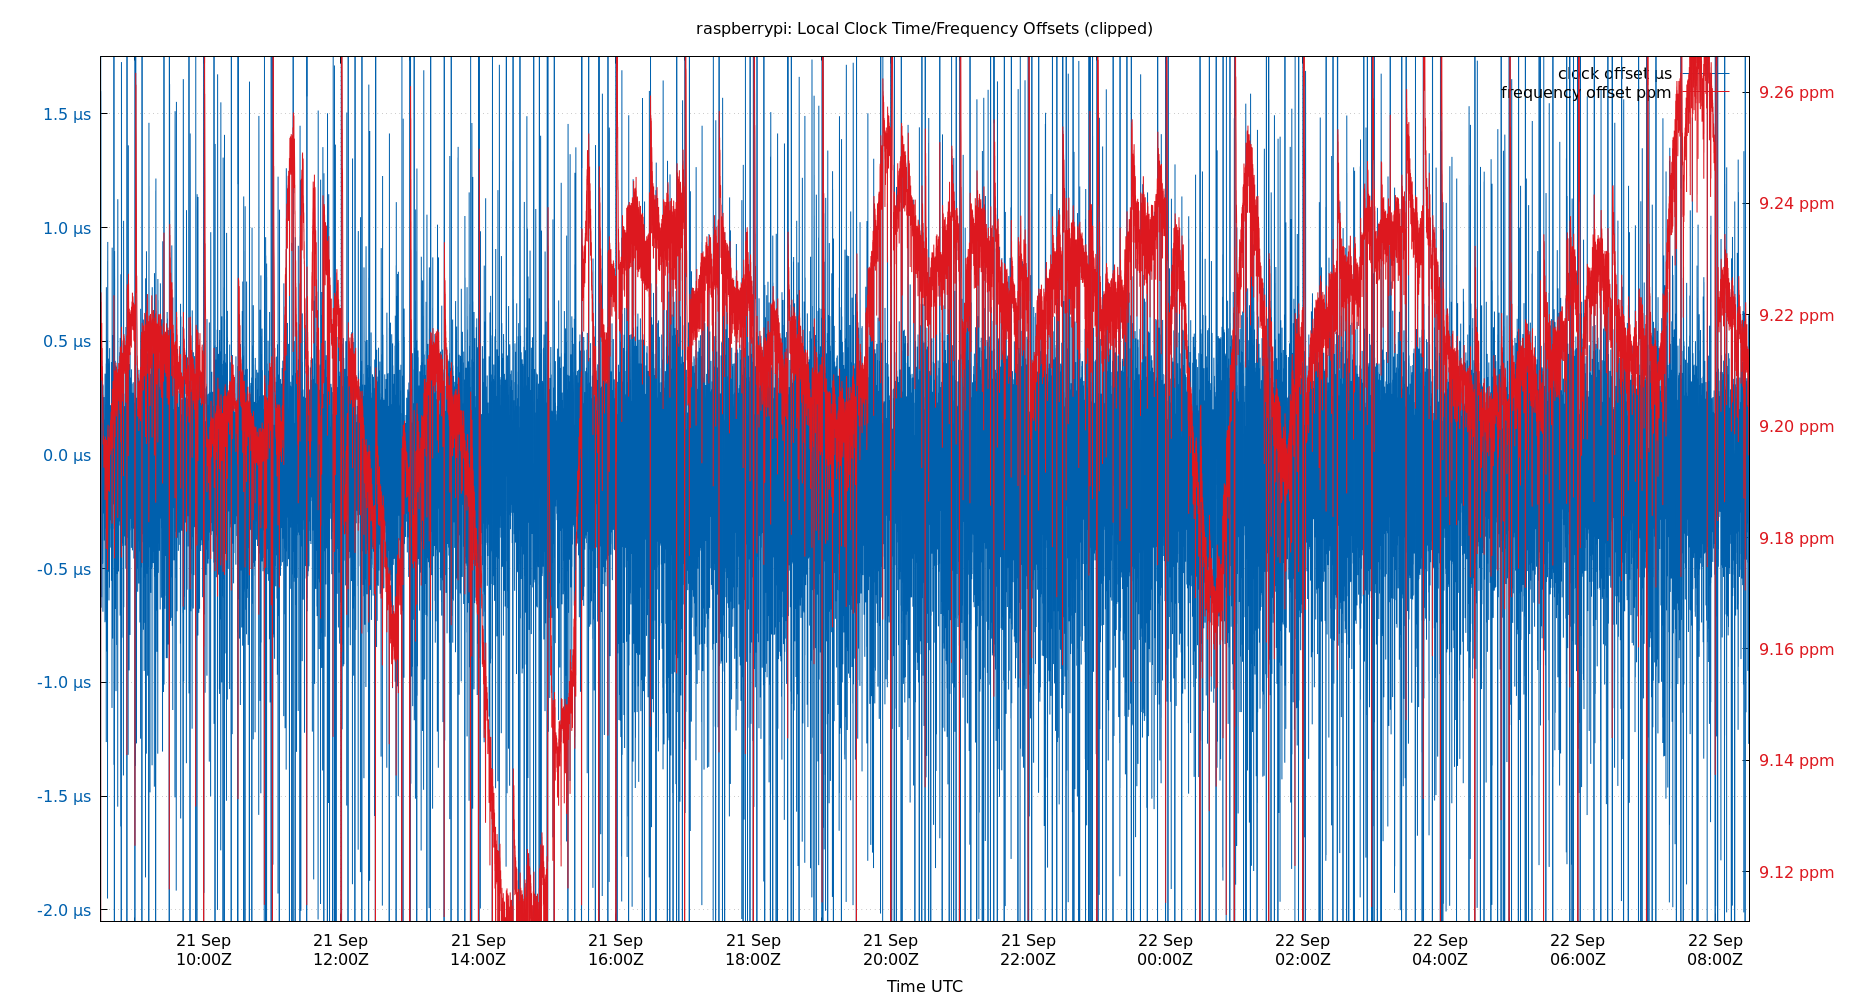 raspberrypi: Local Clock Time/Frequency Offsets (clipped)
clock offset µs
frequency offset ppm
1.5 µs
1.0 µs
0.5 µs
0.0 µs
-0.5 µs
-1.0 µs
-1.5 µs
-2.0 µs
9.26 ppm
9.24 ppm
9.22 ppm
9.20 ppm
9.18 ppm
9.16 ppm
9.14 ppm
9.12 ppm
21 Sep
10:00Z
21 Sep
12:00Z
21 Sep
14:00Z
21 Sep
16:00Z
21 Sep
18:00Z
21 Sep
20:00Z
21 Sep
22:00Z
22 Sep
00:00Z
22 Sep
02:00Z
22 Sep
04:00Z
22 Sep
06:00Z
22 Sep
08:00Z
Time UTC